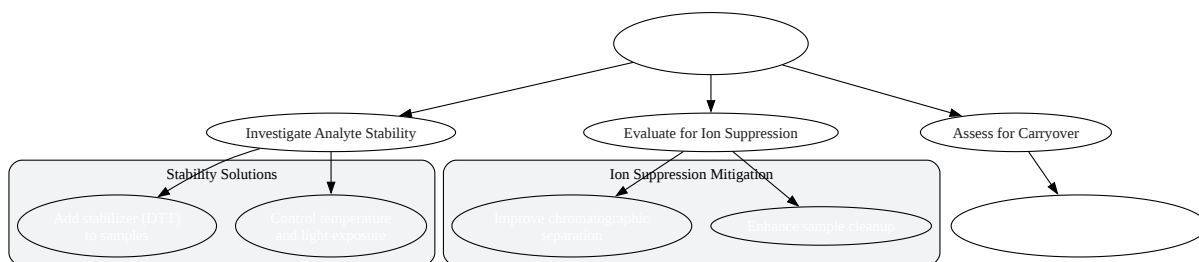 Investigate Analyte Stability
Evaluate for Ion Suppression
Assess for Carryover
Stability Solutions
Ion Suppression Mitigation
Add stabilizer (DTT)
to samples
Control temperature
and light exposure
Improve chromatographic
separation
Enhance sample cleanup